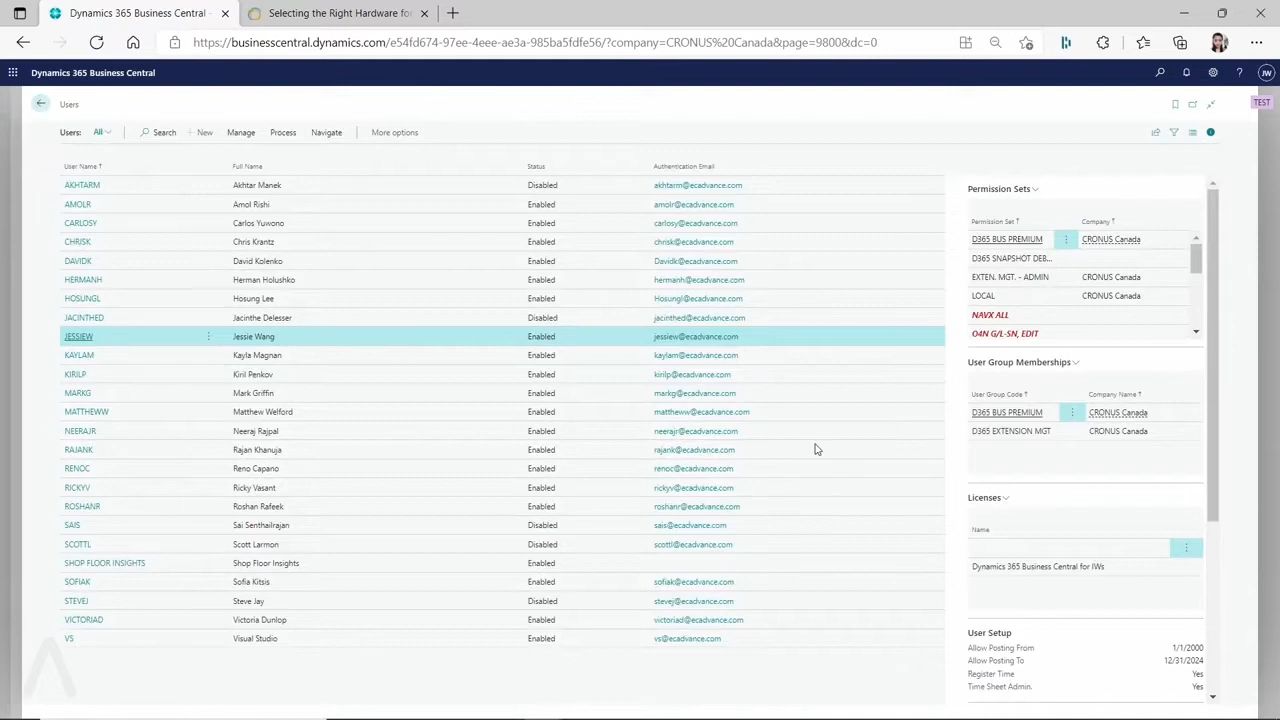 Dynamics 365 Business Central -
Selecting the Right Hardware for
https://businesscentral.dynamics.com/e54fd674-97ee-4eee-aa3a-985ba5fdfe56/?company=CRONUS%20Canada&page=9800&dc=0
Dynamics 365 Business Central
JW
Users
TEST
Users: All Search New Manage Process Navigate More options
User Name Full Name Status Authentication Email
AKHTARM Akhtar Manek Disabled akhtarm@ecadvance.com
AMOLR Amol Rishi Enabled amolr@ecadvance.com
CARLOSY Carlos Yuwono Enabled carlosy@ecadvance.com
CHRISK Chris Krantz Enabled chrisk@ecadvance.com
DAVIDK David Kolenko Enabled Davidk@ecadvance.com
HERMANH Herman Holushko Enabled hermanh@ecadvance.com
HOSUNGL Hosung Lee Enabled Hosungl@ecadvance.com
JACINTHED Jacinthe Delesser Disabled jacinthed@ecadvance.com
JESSIEW Jessie Wang Enabled jessiew@ecadvance.com
KAYLAM Kayla Magnan Enabled kaylam@ecadvance.com
KIRILP Kiril Penkov Enabled kirilp@ecadvance.com
MARKG Mark Griffin Enabled markg@ecadvance.com
MATTHEWW Matthew Welford Enabled mattheww@ecadvance.com
NEERAJR Neeraj Rajpal Enabled neerajr@ecadvance.com
RAJANK Rajan Khanuja Enabled rajank@ecadvance.com
RENOC Reno Capano Enabled renoc@ecadvance.com
RICKYV Ricky Vasant Enabled rickyv@ecadvance.com
ROSHANR Roshan Rafeek Enabled roshanr@ecadvance.com
SAIS Sai Senthailrajan Disabled sais@ecadvance.com
SCOTTL Scott Larmon Disabled scottl@ecadvance.com
SHOP FLOOR INSIGHTS Shop Floor Insights Enabled
SOFIAK Sofia Kitsis Enabled sofiak@ecadvance.com
STEVEJ Steve Jay Disabled stevej@ecadvance.com
VICTORIAD Victoria Dunlop Enabled victoriad@ecadvance.com
VS Visual Studio Enabled vs@ecadvance.com
Permission Sets
Permission Set Company
D365 BUS PREMIUM CRONUS Canada
D365 SNAPSHOT DEB...
EXTEN. MGT. - ADMIN CRONUS Canada
LOCAL CRONUS Canada
NAVX ALL
O4N G/L-SN, EDIT
User Group Memberships
User Group Code Company Name
D365 BUS PREMIUM CRONUS Canada
D365 EXTENSION MGT CRONUS Canada
Licenses
Name
Dynamics 365 Business Central for IWs
User Setup
Allow Posting From 1/1/2000
Allow Posting To 12/31/2024
Register Time Yes
Time Sheet Admin. Yes